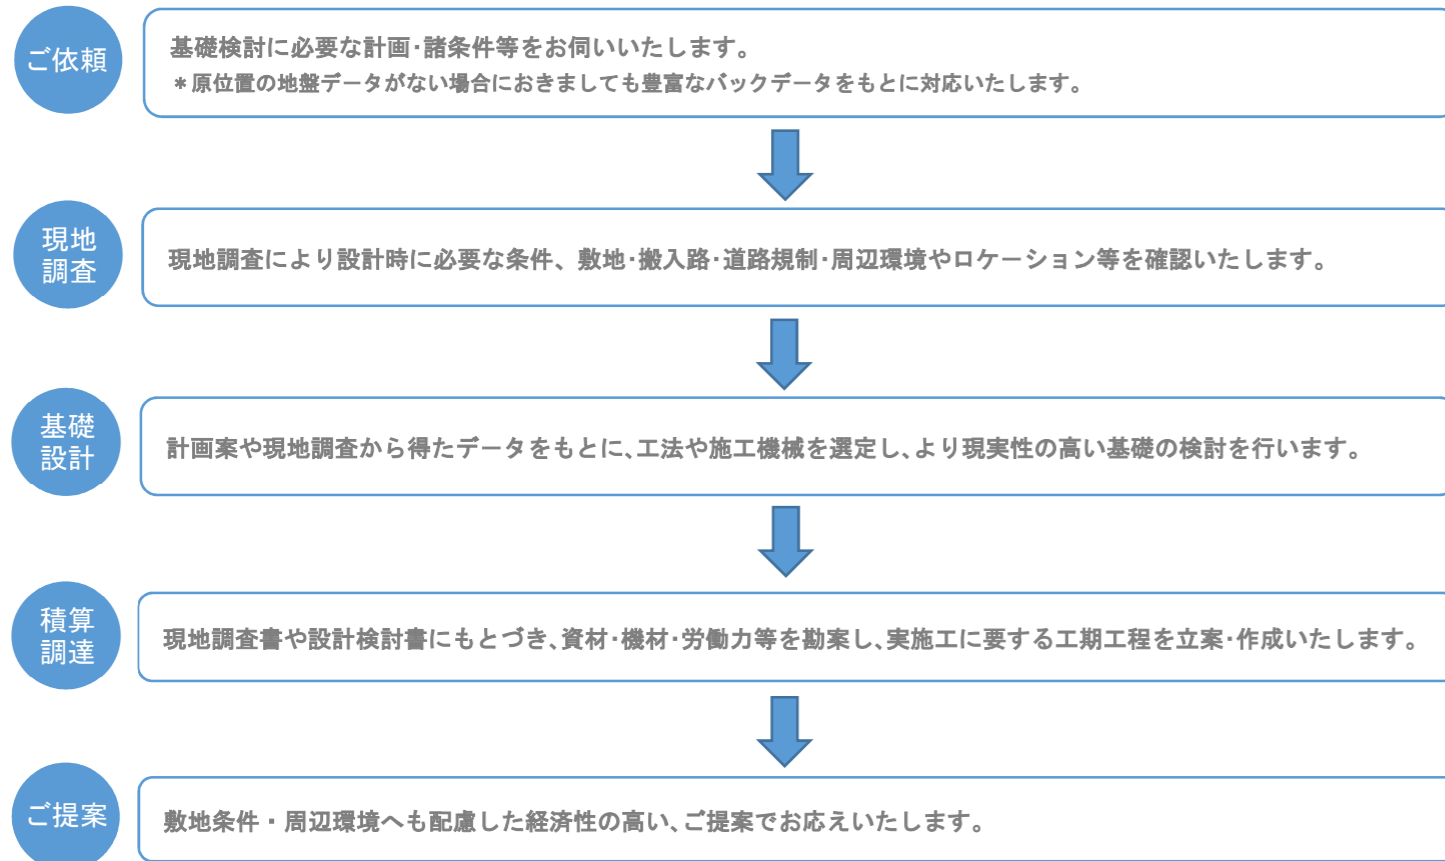 ご依頼
基礎検討に必要な計画･諸条件等をお伺いいたします。
＊原位置の地盤データがない場合におきましても豊富なバックデータをもとに対応いたします。
現地
調査
現地調査により設計時に必要な条件、敷地･搬入路･道路規制･周辺環境やロケーション等を確認いたします。
基礎
設計
計画案や現地調査から得たデータをもとに､工法や施工機械を選定し､より現実性の高い基礎の検討を行います。
積算
調達
現地調査書や設計検討書にもとづき､資材･機材･労働力等を勘案し､実施工に要する工期工程を立案･作成いたします。
ご提案
敷地条件・周辺環境へも配慮した経済性の高い､ご提案でお応えいたします。